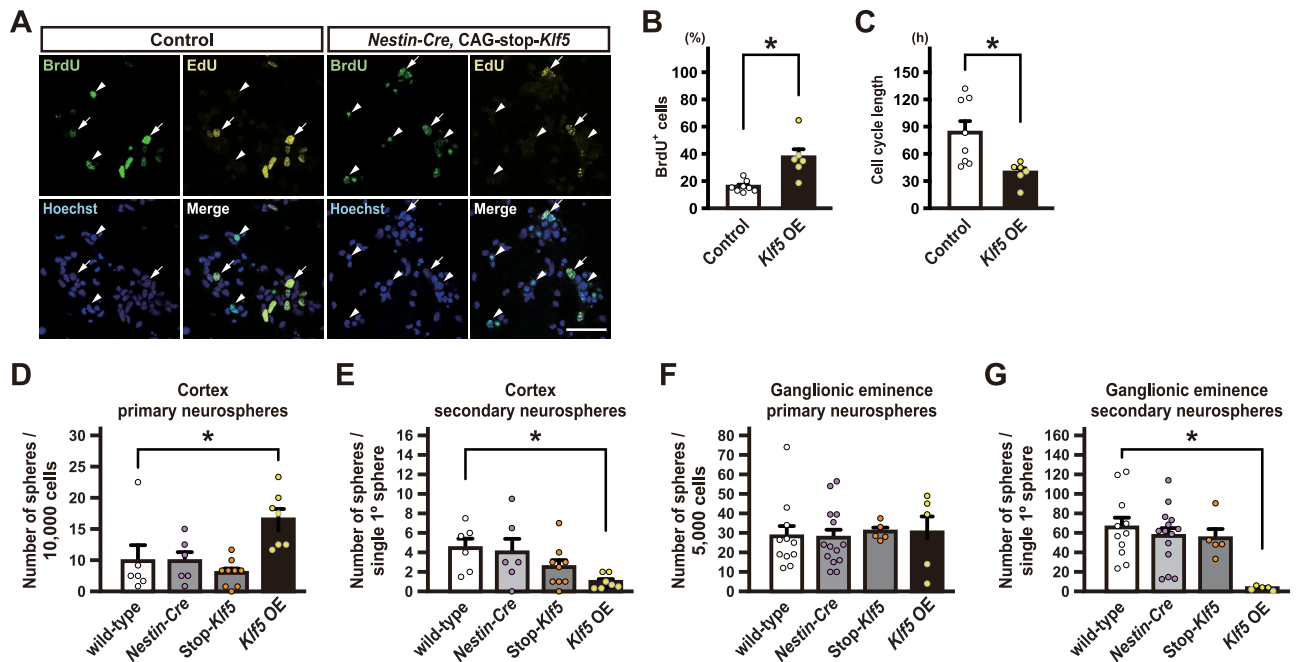 A
Control
Nestin-Cre, CAG-stop-Klf5
BrdU
EdU
BrdU
EdU
Hoechst
Merge
Hoechst
Merge
B
(%)
BrdU⁺ cells
100
80
60
40
20
0
*
Control
Klf5 OE
C
(h)
Cell cycle length
150
120
90
60
30
0
*
Control
Klf5 OE
D
Cortex
primary neurospheres
Number of spheres /
10,000 cells
30
25
20
15
10
5
0
*
wild-type
Nestin-Cre
Stop-Klf5
Klf5 OE
E
Cortex
secondary neurospheres
Number of spheres /
single 1º sphere
16
14
12
10
8
6
4
2
0
*
wild-type
Nestin-Cre
Stop-Klf5
Klf5 OE
F
Ganglionic eminence
primary neurospheres
Number of spheres /
5,000 cells
80
70
60
50
40
30
20
10
0
wild-type
Nestin-Cre
Stop-Klf5
Klf5 OE
G
Ganglionic eminence
secondary neurospheres
Number of spheres /
single 1º sphere
160
140
120
100
80
60
40
20
0
*
wild-type
Nestin-Cre
Stop-Klf5
Klf5 OE